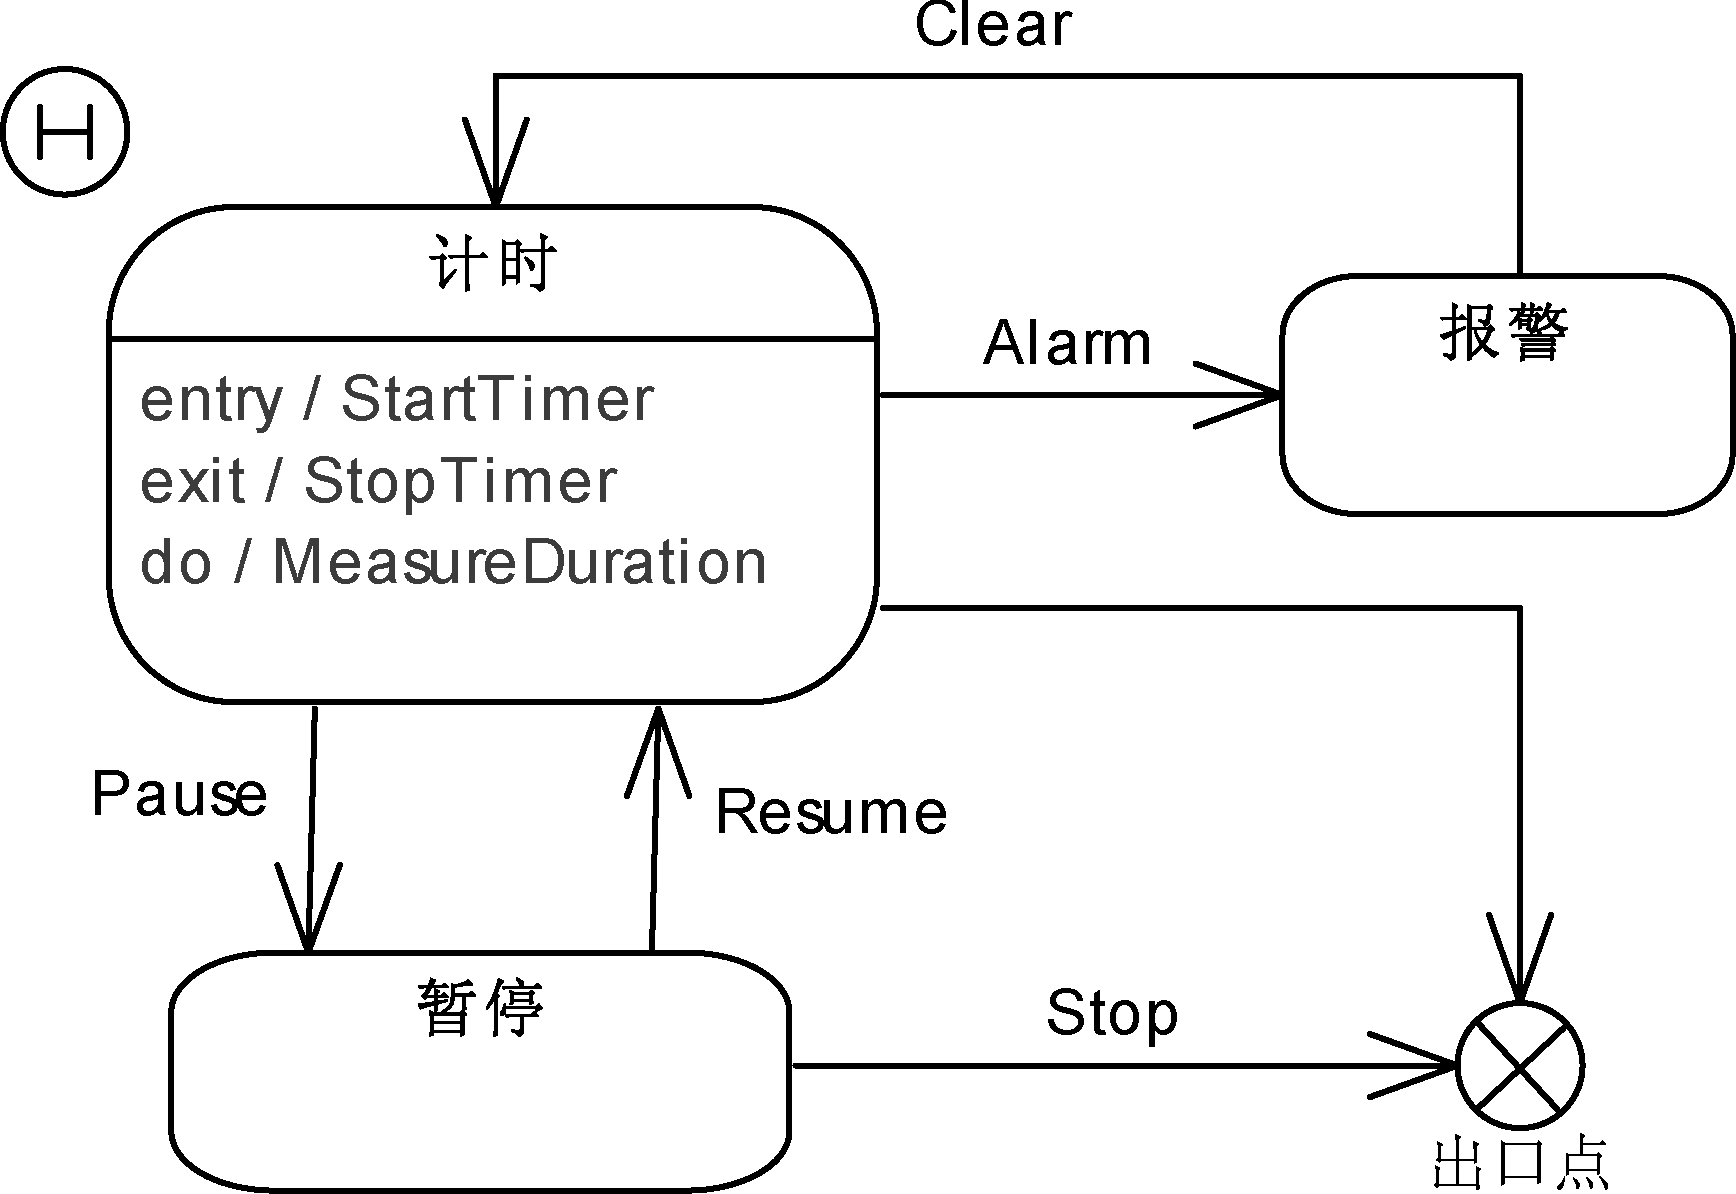 Clear
H
计时
entry / StartTimer
exit / StopTimer
do / MeasureDuration
Alarm
报警
Pause
Resume
暂停
Stop
出口点